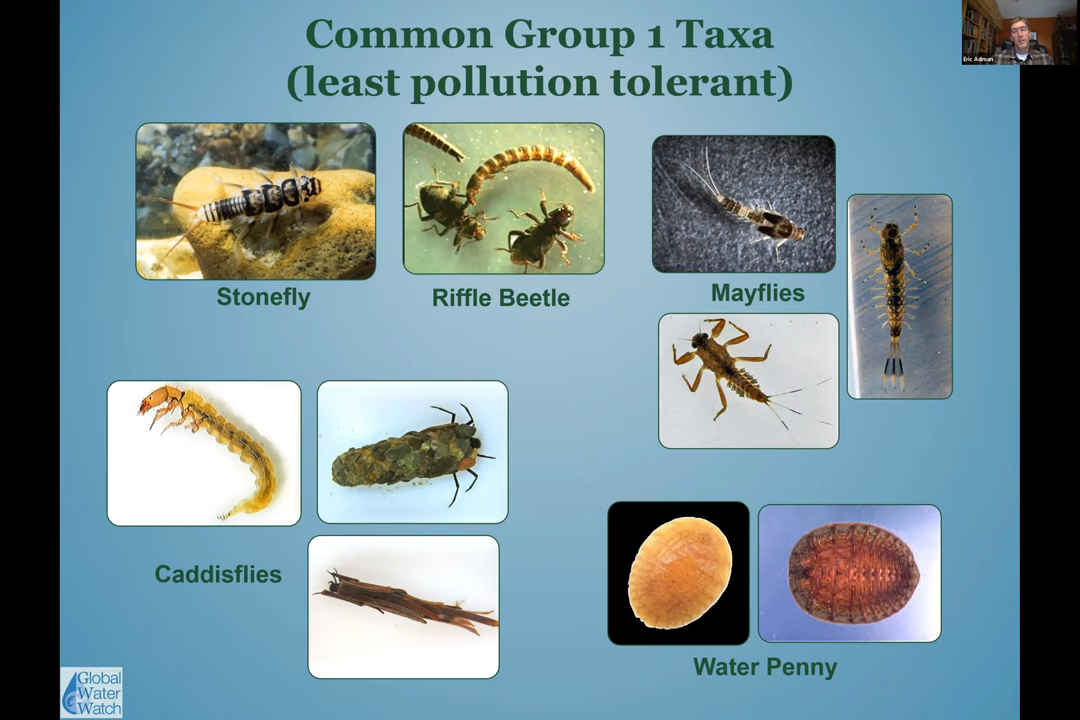 Common Group 1 Taxa
(least pollution tolerant)
Eric Adman
Stonefly
Riffle Beetle
Mayflies
Caddisflies
Water Penny
Global
Water
Watch